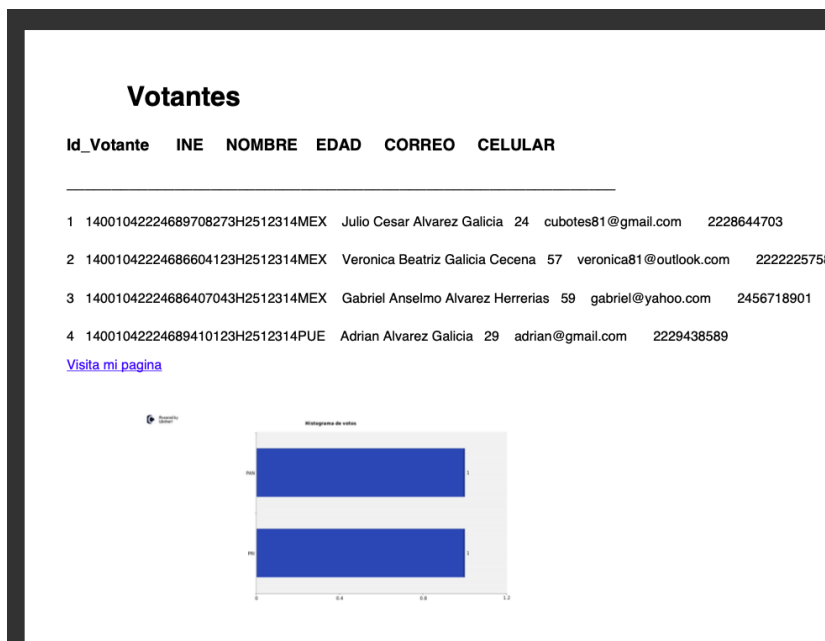 Votantes
Id_Votante INE NOMBRE EDAD CORREO CELULAR
1 14001042224689708273H2512314MEX Julio Cesar Alvarez Galicia 24 cubotes81@gmail.com 2228644703
2 14001042224686604123H2512314MEX Veronica Beatriz Galicia Cecena 57 veronica81@outlook.com 2222225758
3 14001042224686407043H2512314MEX Gabriel Anselmo Alvarez Herrerias 59 gabriel@yahoo.com 2456718901
4 14001042224689410123H2512314PUE Adrian Alvarez Galicia 29 adrian@gmail.com 2229438589
Visita mi pagina
Powered by
Histograma de votos
1
1
0 0.4 0.8 1.2